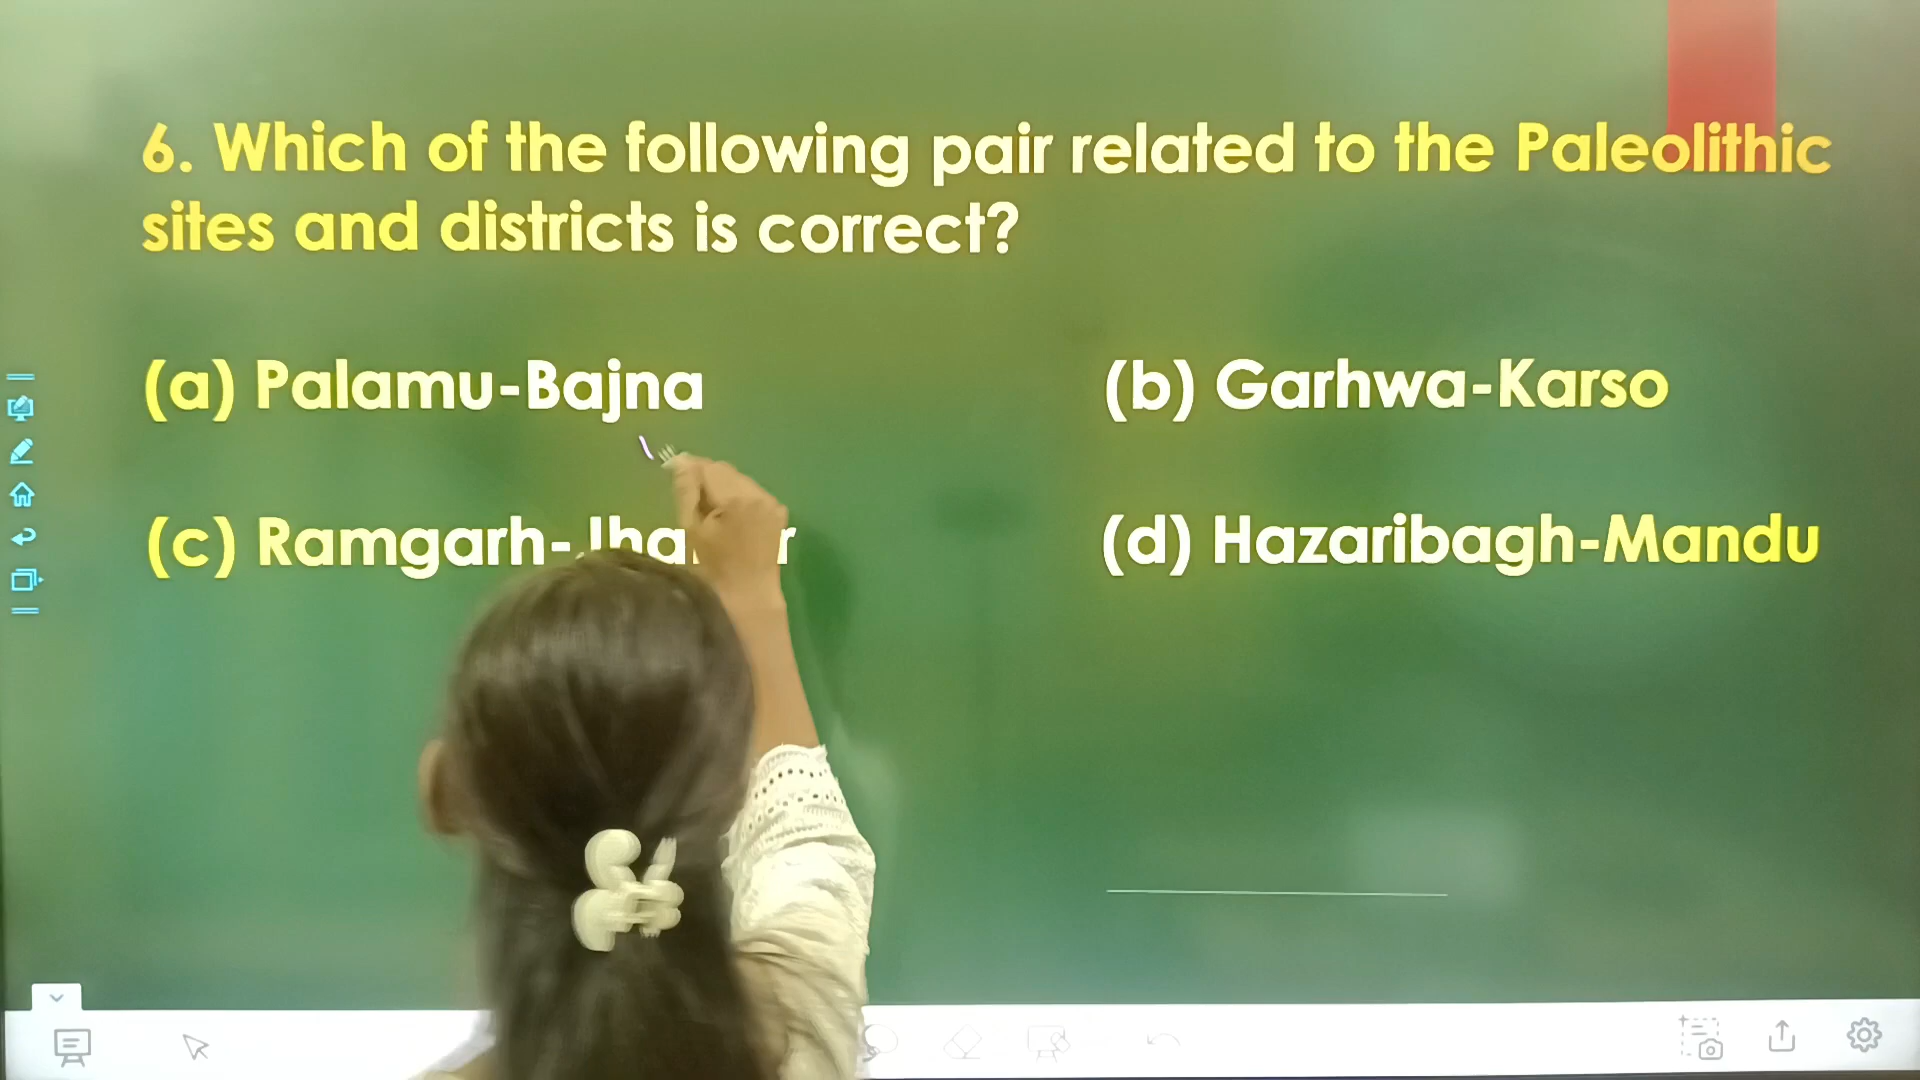 6. Which of the following pair related to the Paleolithic
sites and districts is correct?
(a) Palamu-Bajna
(b) Garhwa-Karso
(c) Ramgarh-
(d) Hazaribagh-Mandu